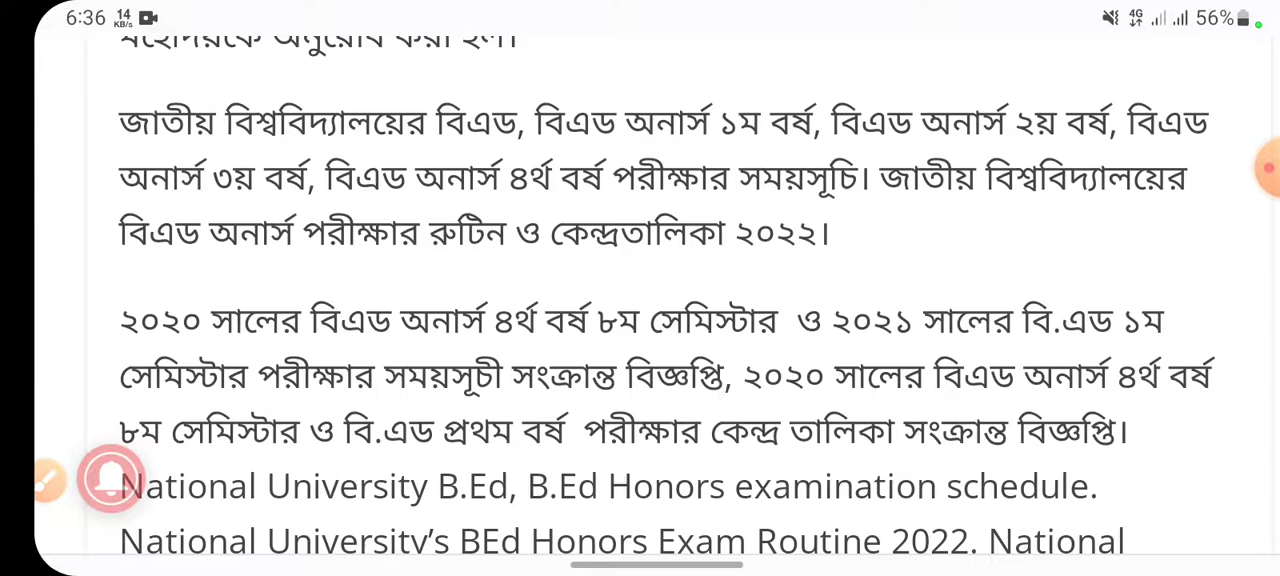 6:36 14 KB/s 4G 56%
জাতীয় বিশ্ববিদ্যালয়ের বিএড, বিএড অনার্স ১ম বর্ষ, বিএড অনার্স ২য় বর্ষ, বিএড
অনার্স ৩য় বর্ষ, বিএড অনার্স ৪র্থ বর্ষ পরীক্ষার সময়সূচি। জাতীয় বিশ্ববিদ্যালয়ের
বিএড অনার্স পরীক্ষার রুটিন ও কেন্দ্রতালিকা ২০২২।
২০২০ সালের বিএড অনার্স ৪র্থ বর্ষ ৮ম সেমিস্টার ও ২০২১ সালের বি.এড ১ম
সেমিস্টার পরীক্ষার সময়সূচী সংক্রান্ত বিজ্ঞপ্তি, ২০২০ সালের বিএড অনার্স ৪র্থ বর্ষ
৮ম সেমিস্টার ও বি.এড প্রথম বর্ষ পরীক্ষার কেন্দ্র তালিকা সংক্রান্ত বিজ্ঞপ্তি।
National University B.Ed, B.Ed Honors examination schedule.
National University's BEd Honors Exam Routine 2022. National